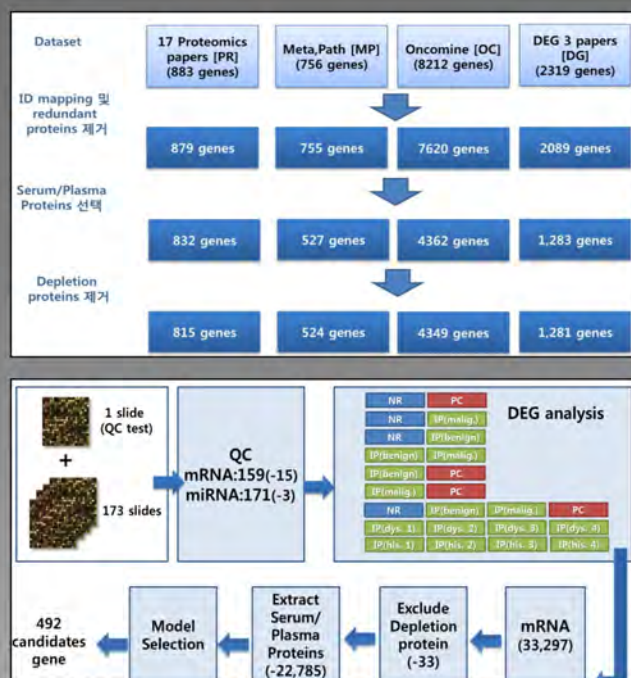 Dataset
17 Proteomics
papers [PR]
(883 genes)
Meta,Path [MP]
(756 genes)
Oncomine [OC]
(8212 genes)
DEG 3 papers
[DG]
(2319 genes)
ID mapping 및
redundant
proteins 제거
879 genes
755 genes
7620 genes
2089 genes
Serum/Plasma
Proteins 선택
832 genes
527 genes
4362 genes
1,283 genes
Depletion
proteins 제거
815 genes
524 genes
4349 genes
1,281 genes
1 slide
(QC test)
+
173 slides
QC
mRNA:159(-15)
miRNA:171(-3)
DEG analysis
NR PC
NR IP(malig.)
NR IP(benign)
IP(benign) IP(malig.)
IP(benign) PC
IP(malig.) PC
NR IP(benign) IP(malig.) PC
IP(dys. 1) IP(dys. 2) IP(dys. 3) IP(dys. 4)
IP(his. 1) IP(his. 2) IP(his. 3) IP(his. 4)
492
candidates
gene
Model
Selection
Extract
Serum/
Plasma
Proteins
(-22,785)
Exclude
Depletion
protein
(-33)
mRNA
(33,297)